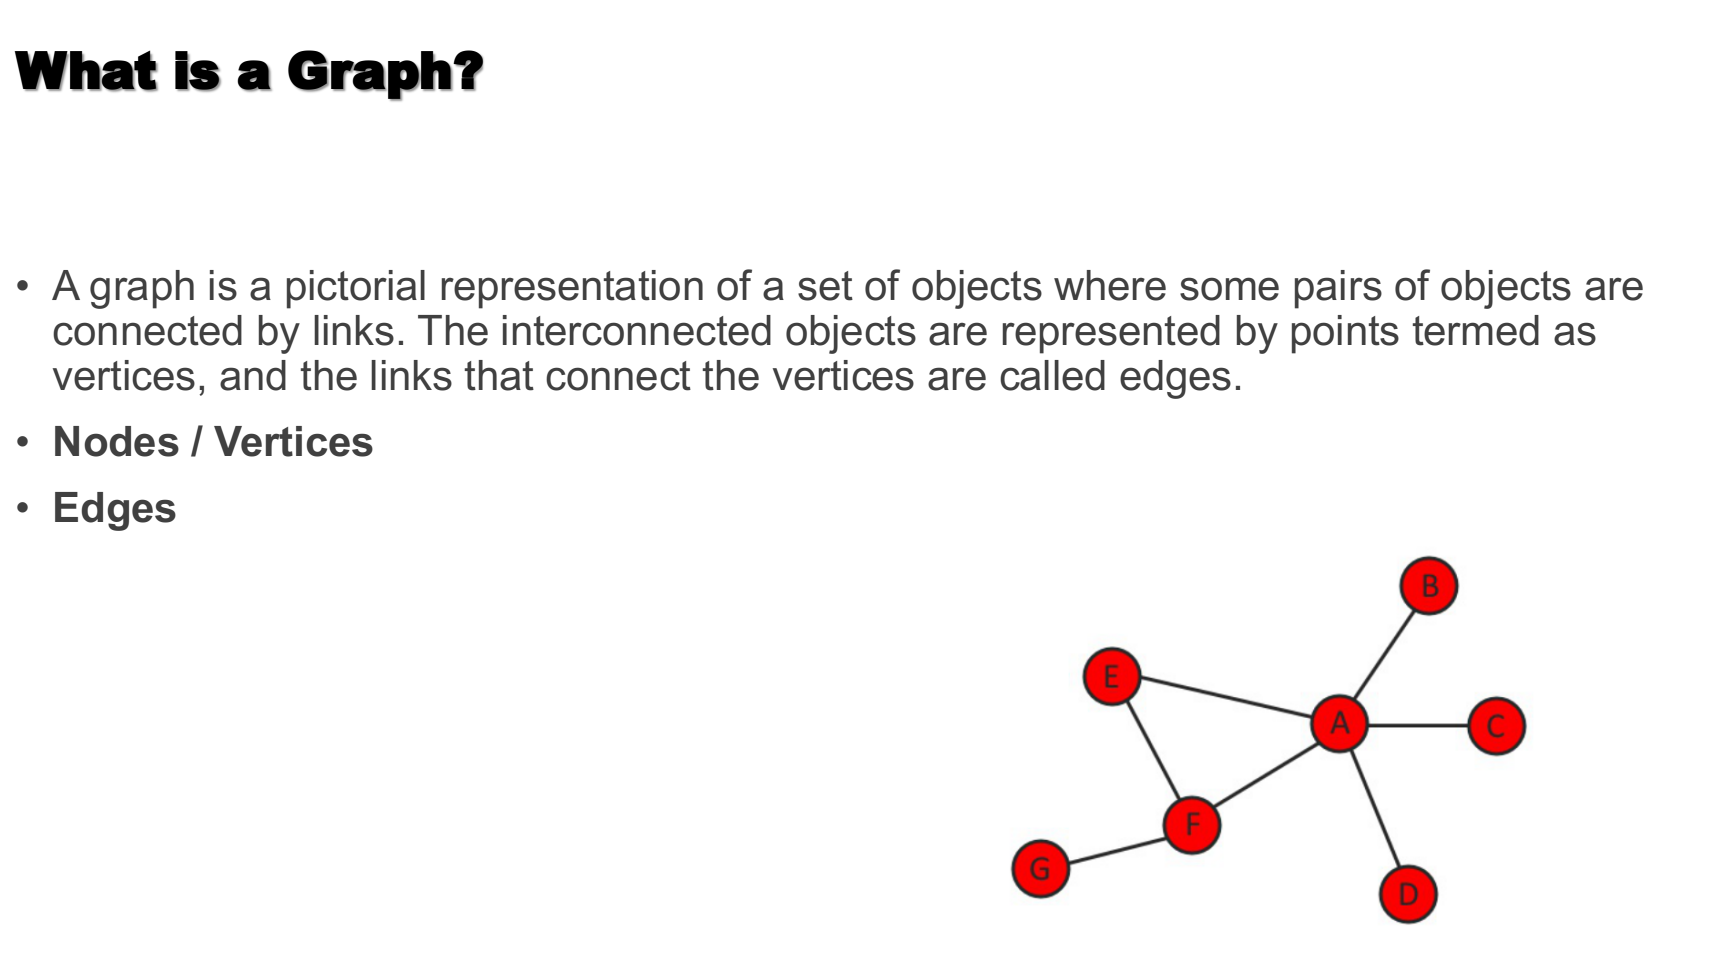 What is a Graph?
• A graph is a pictorial representation of a set of objects where some pairs of objects are
connected by links. The interconnected objects are represented by points termed as
vertices, and the links that connect the vertices are called edges.
• Nodes / Vertices
• Edges
B
E
A
C
F
G
D